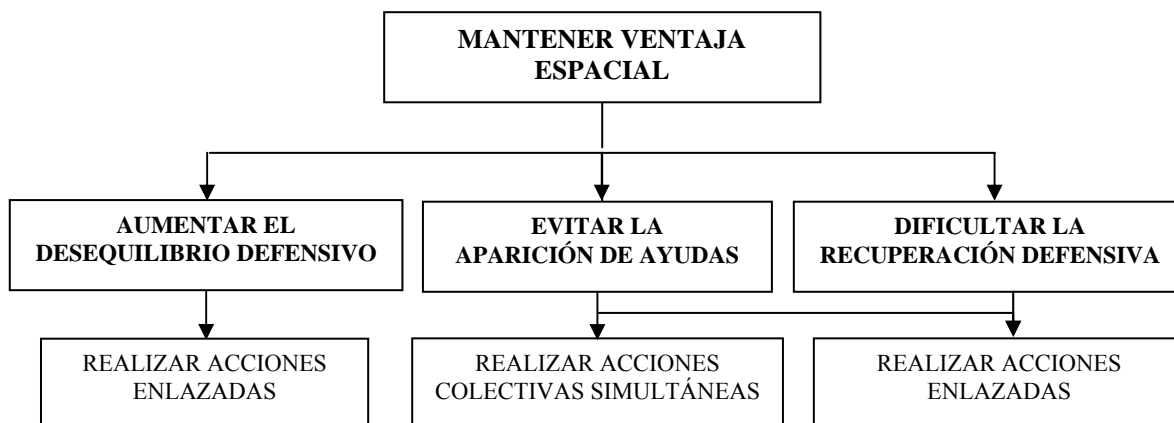 MANTENER VENTAJA
ESPACIAL
AUMENTAR EL
DESEQUILIBRIO DEFENSIVO
EVITAR LA
APARICIÓN DE AYUDAS
DIFICULTAR LA
RECUPERACIÓN DEFENSIVA
REALIZAR ACCIONES
ENLAZADAS
REALIZAR ACCIONES
COLECTIVAS SIMULTÁNEAS
REALIZAR ACCIONES
ENLAZADAS